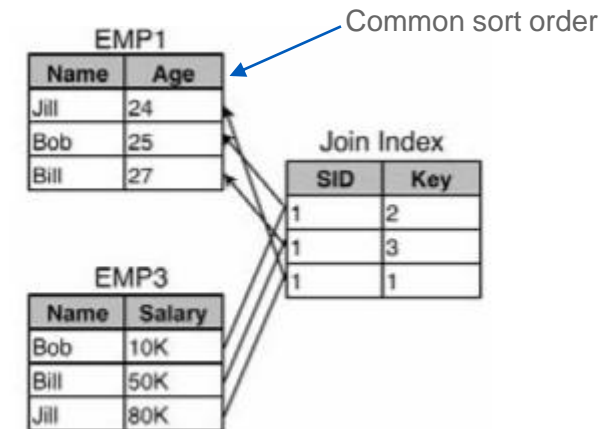 Common sort order
EMP1
Name Age
Jill 24
Bob 25
Bill 27
Join Index
SID Key
1 2
1 3
1 1
EMP3
Name Salary
Bob 10K
Bill 50K
Jill 80K